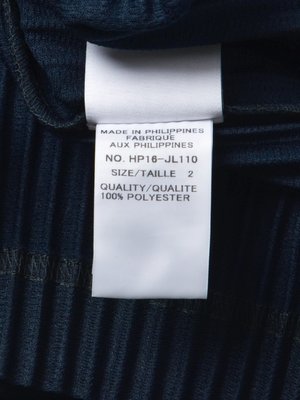 MADE IN PHILIPPINES
FABRIQUE
AUX PHILIPPINES
NO. HP16-JL110
SIZE/TAILLE 2
QUALITY/QUALITE
100% POLYESTER